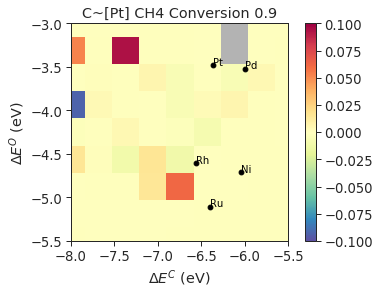 C~[Pt] CH4 Conversion 0.9
ΔE^O (eV)
−3.0
−3.5
−4.0
−4.5
−5.0
−5.5
Pt
Pd
Rh
Ni
Ru
−8.0 −7.5 −7.0 −6.5 −6.0 −5.5
ΔE^C (eV)
0.100
0.075
0.050
0.025
0.000
−0.025
−0.050
−0.075
−0.100